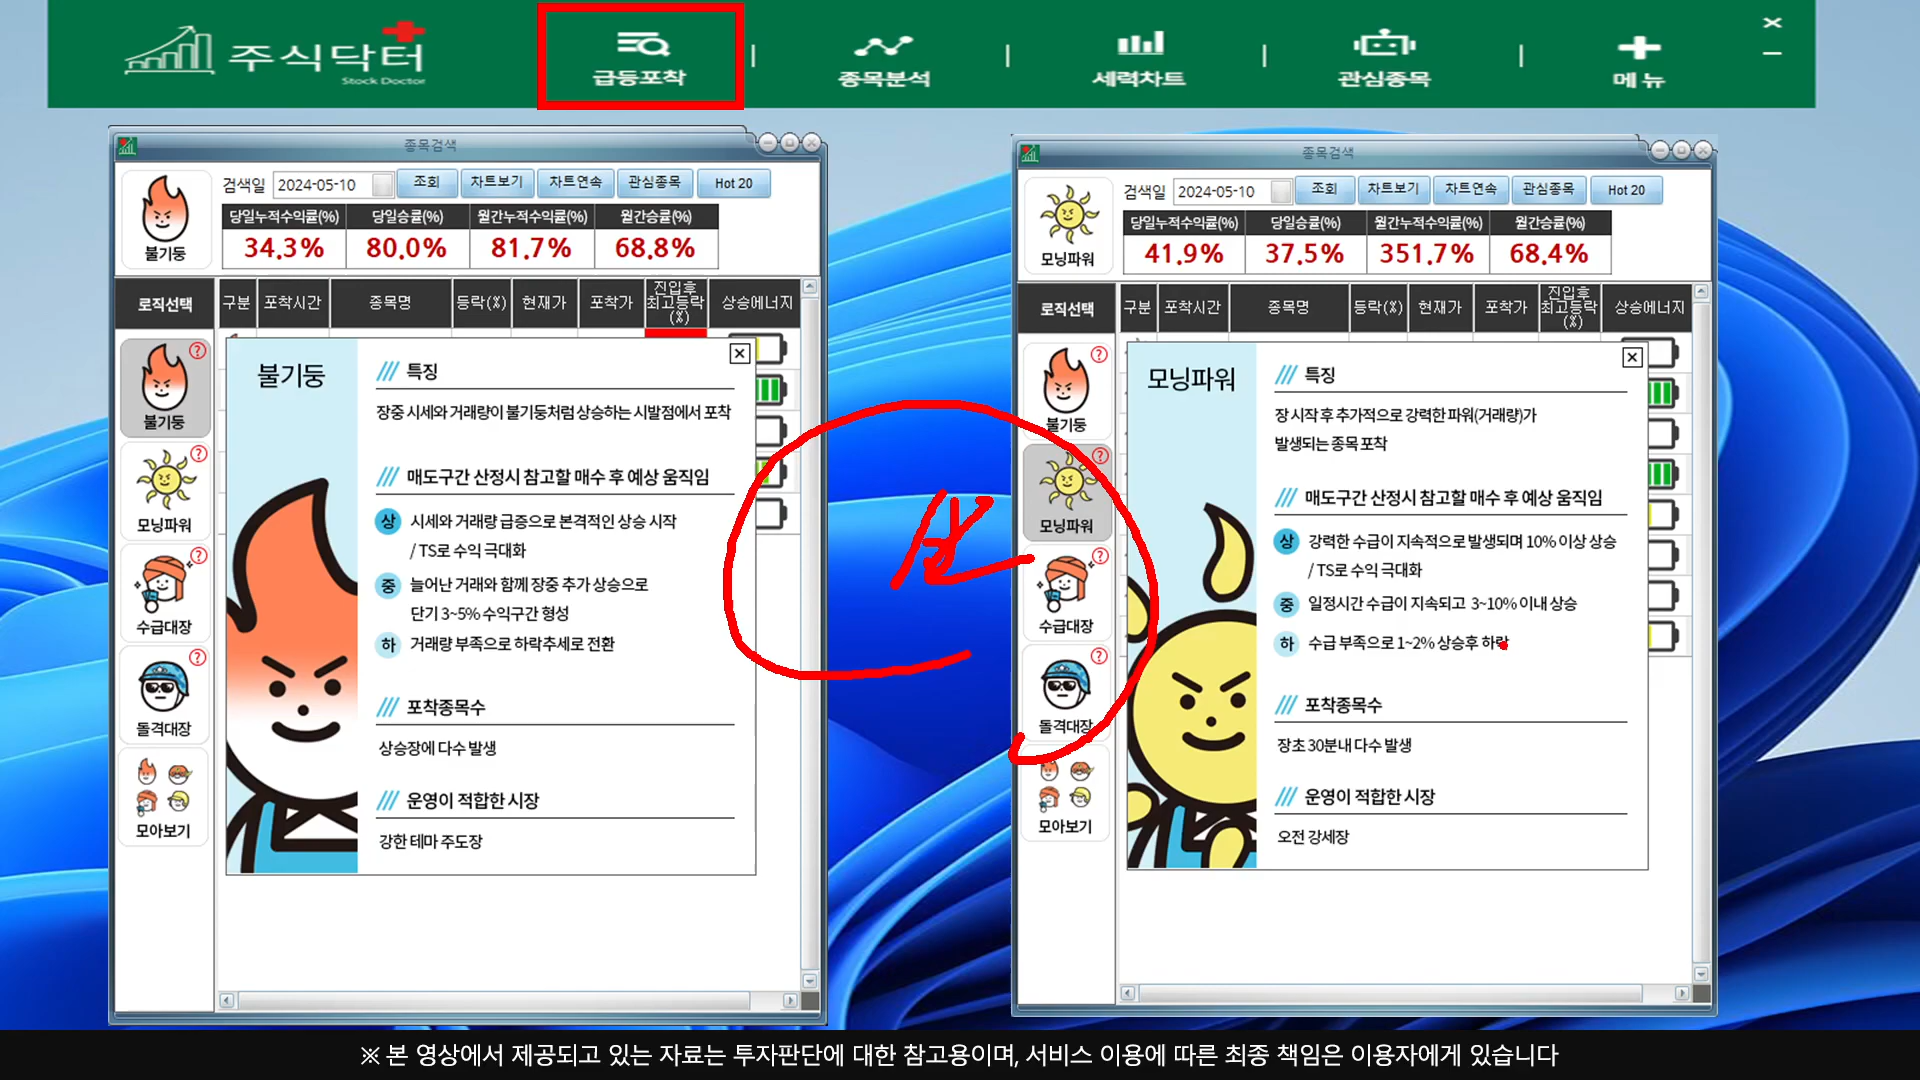 주식닥터
Stock Doctor
급등포착
종목분석
세력차트
관심종목
메뉴
종목검색
불기둥
검색일 2024-05-10 조회 차트보기 차트연속 관심종목 Hot 20
당일누적수익률(%) 당일승률(%) 월간누적수익률(%) 월간승률(%)
34.3% 80.0% 81.7% 68.8%
로직선택 구분 포착시간 종목명 등락(%) 현재가 포착가 진입후 최고등락 (%) 상승에너지
불기둥
모닝파워
수급대장
돌격대장
모아보기
불기둥
/// 특징
장중 시세와 거래량이 불기둥처럼 상승하는 시발점에서 포착
/// 매도구간 산정시 참고할 매수 후 예상 움직임
상 시세와 거래량 급증으로 본격적인 상승 시작
/ TS로 수익 극대화
중 늘어난 거래와 함께 장중 추가 상승으로
단기 3~5% 수익구간 형성
하 거래량 부족으로 하락추세로 전환
/// 포착종목수
상승장에 다수 발생
/// 운영이 적합한 시장
강한 테마 주도장
종목검색
모닝파워
검색일 2024-05-10 조회 차트보기 차트연속 관심종목 Hot 20
당일누적수익률(%) 당일승률(%) 월간누적수익률(%) 월간승률(%)
41.9% 37.5% 351.7% 68.4%
로직선택 구분 포착시간 종목명 등락(%) 현재가 포착가 진입후 최고등락 (%) 상승에너지
불기둥
모닝파워
수급대장
돌격대장
모아보기
모닝파워
/// 특징
장 시작 후 추가적으로 강력한 파워(거래량)가
발생되는 종목 포착
/// 매도구간 산정시 참고할 매수 후 예상 움직임
상 강력한 수급이 지속적으로 발생되며 10% 이상 상승
/ TS로 수익 극대화
중 일정시간 수급이 지속되고 3~10% 이내 상승
하 수급 부족으로 1~2% 상승후 하락
/// 포착종목수
장초 30분내 다수 발생
/// 운영이 적합한 시장
오전 강세장
※ 본 영상에서 제공되고 있는 자료는 투자판단에 대한 참고용이며, 서비스 이용에 따른 최종 책임은 이용자에게 있습니다